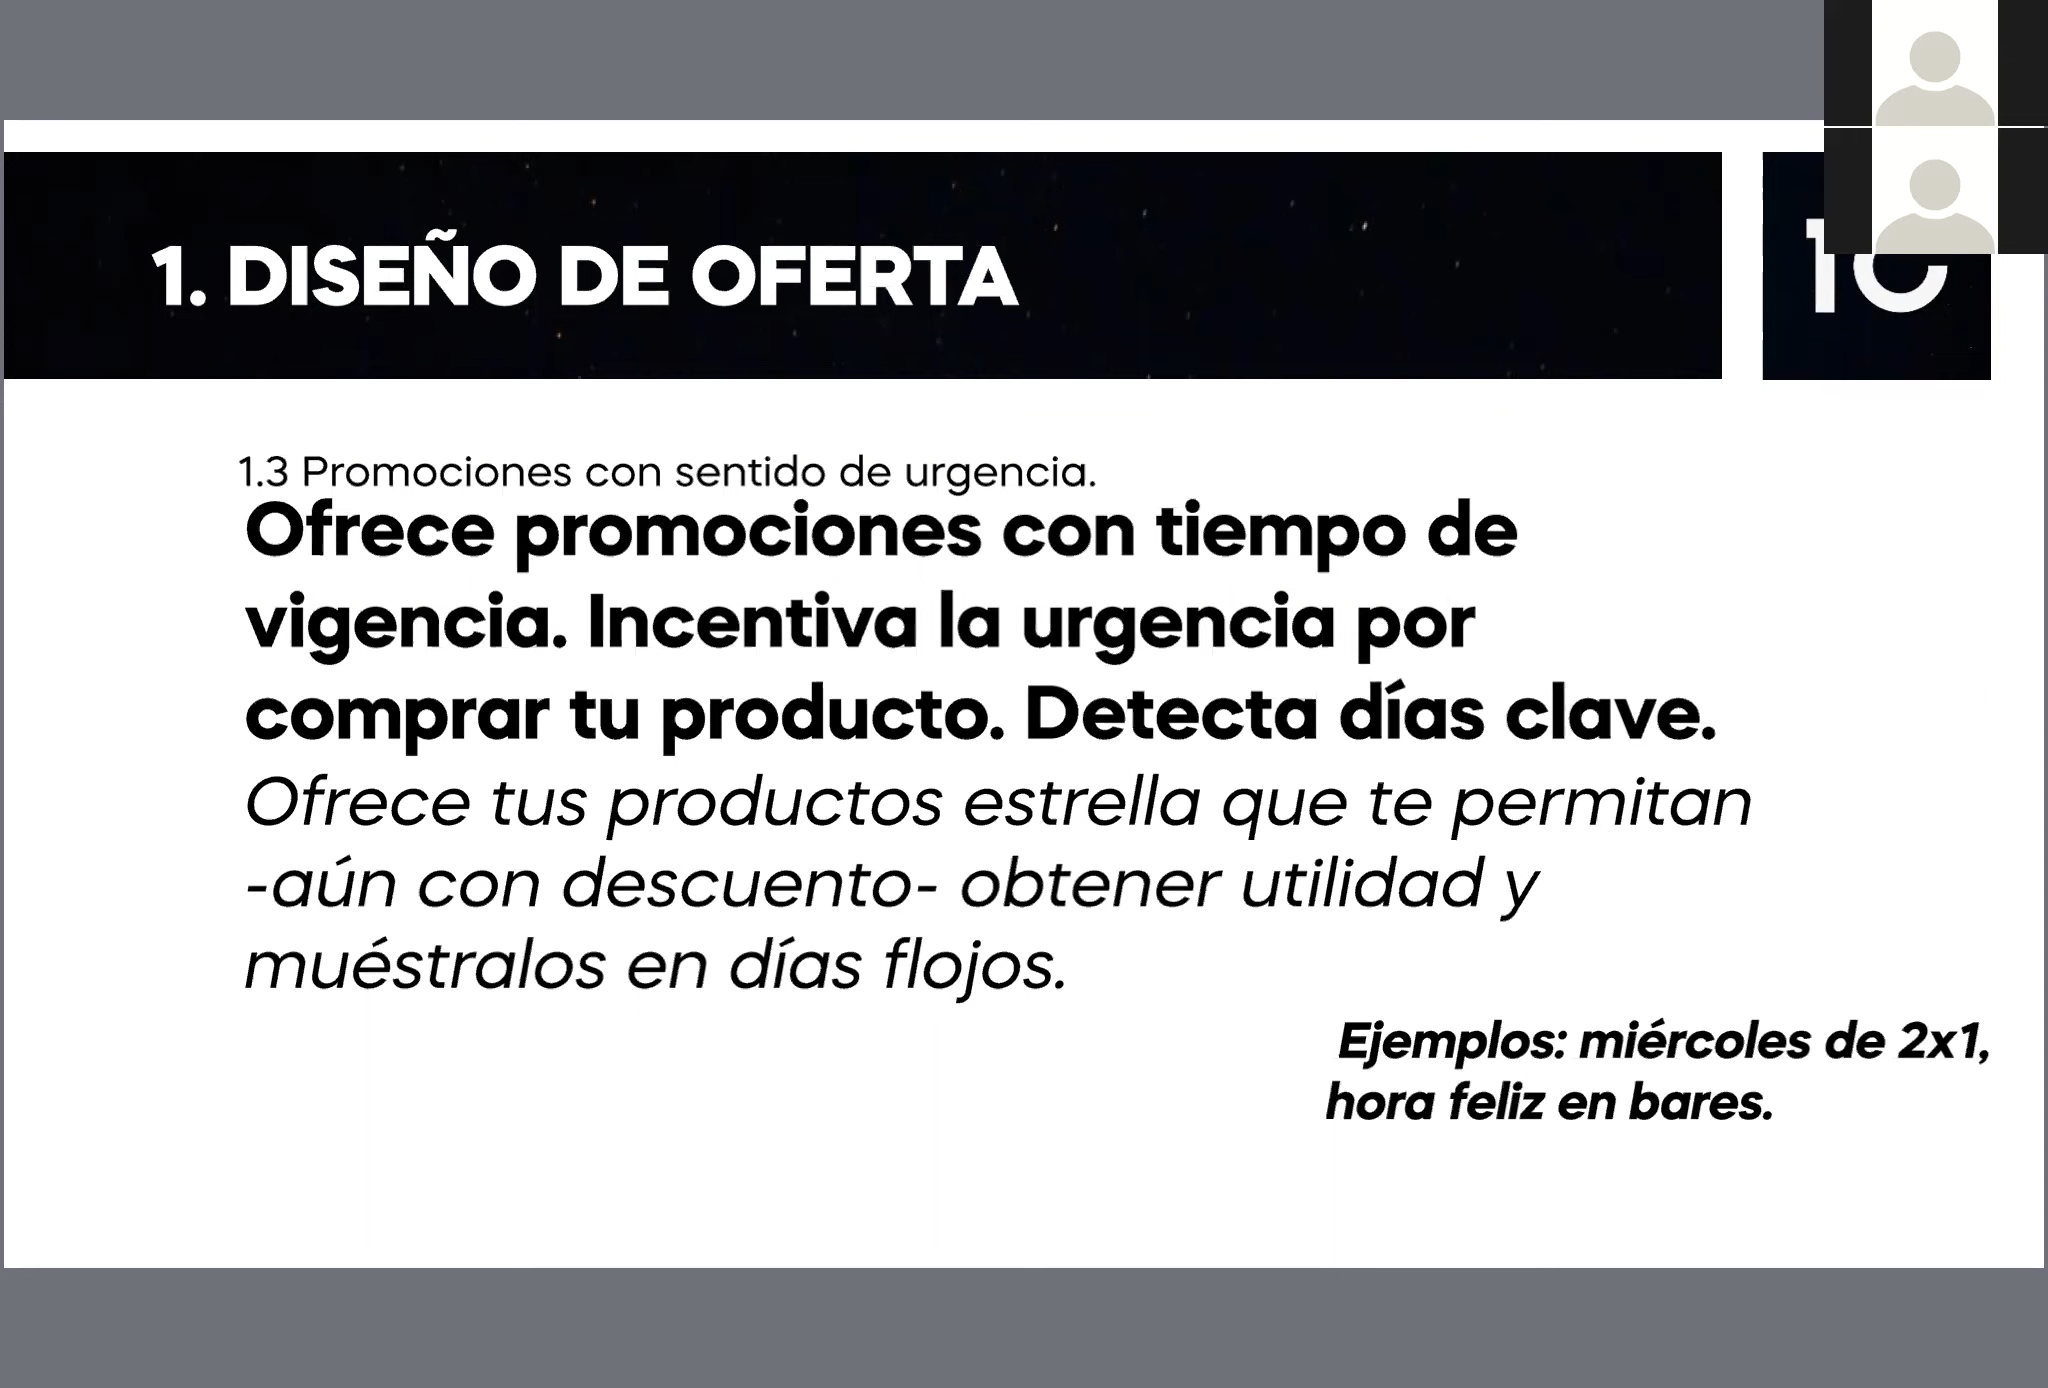 1. DISEÑO DE OFERTA
1.3 Promociones con sentido de urgencia.
Ofrece promociones con tiempo de
vigencia. Incentiva la urgencia por
comprar tu producto. Detecta días clave.
Ofrece tus productos estrella que te permitan
-aún con descuento- obtener utilidad y
muéstralos en días flojos.
Ejemplos: miércoles de 2x1,
hora feliz en bares.